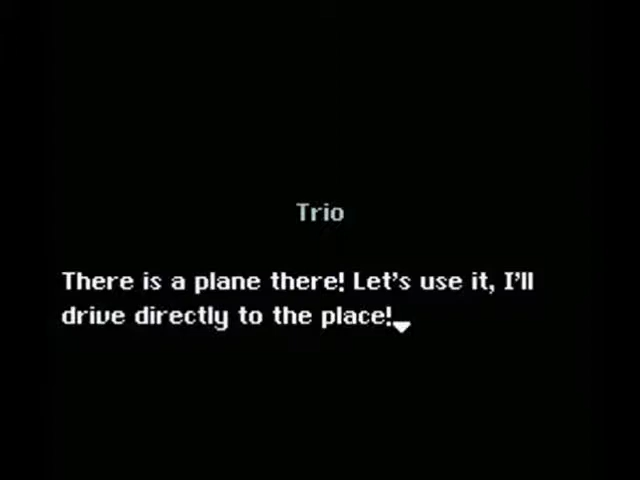 Trio
There is a plane there! Let's use it, I'll
drive directly to the place!